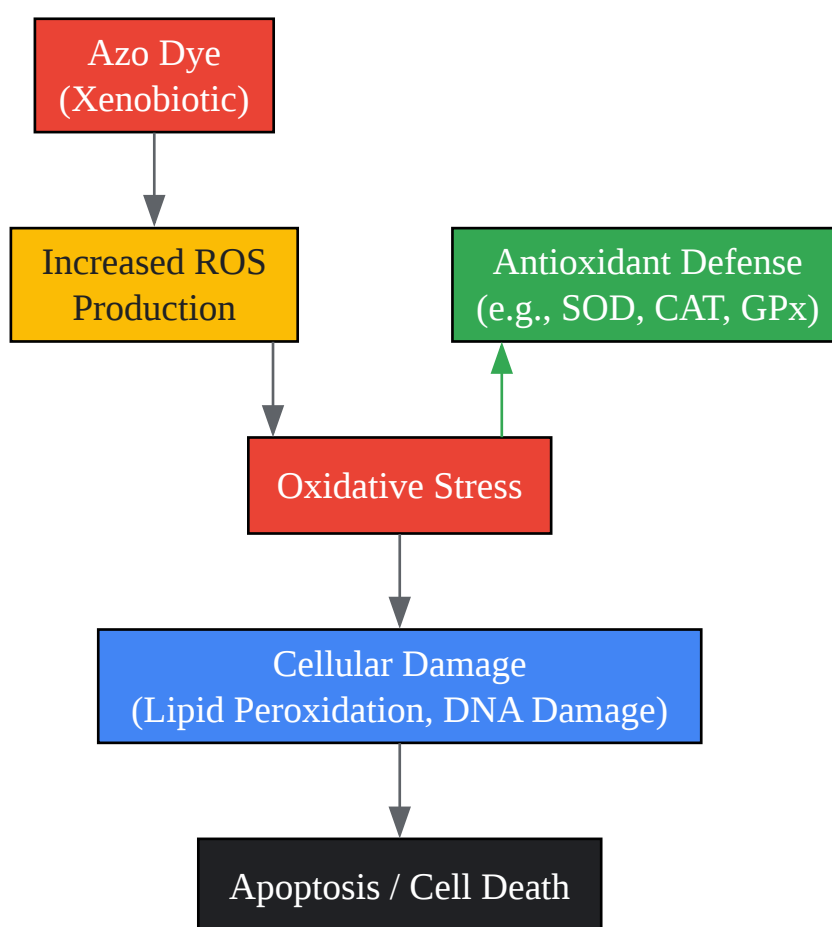 Azo Dye
(Xenobiotic)
Increased ROS
Production
Antioxidant Defense
(e.g., SOD, CAT, GPx)
Oxidative Stress
Cellular Damage
(Lipid Peroxidation, DNA Damage)
Apoptosis / Cell Death